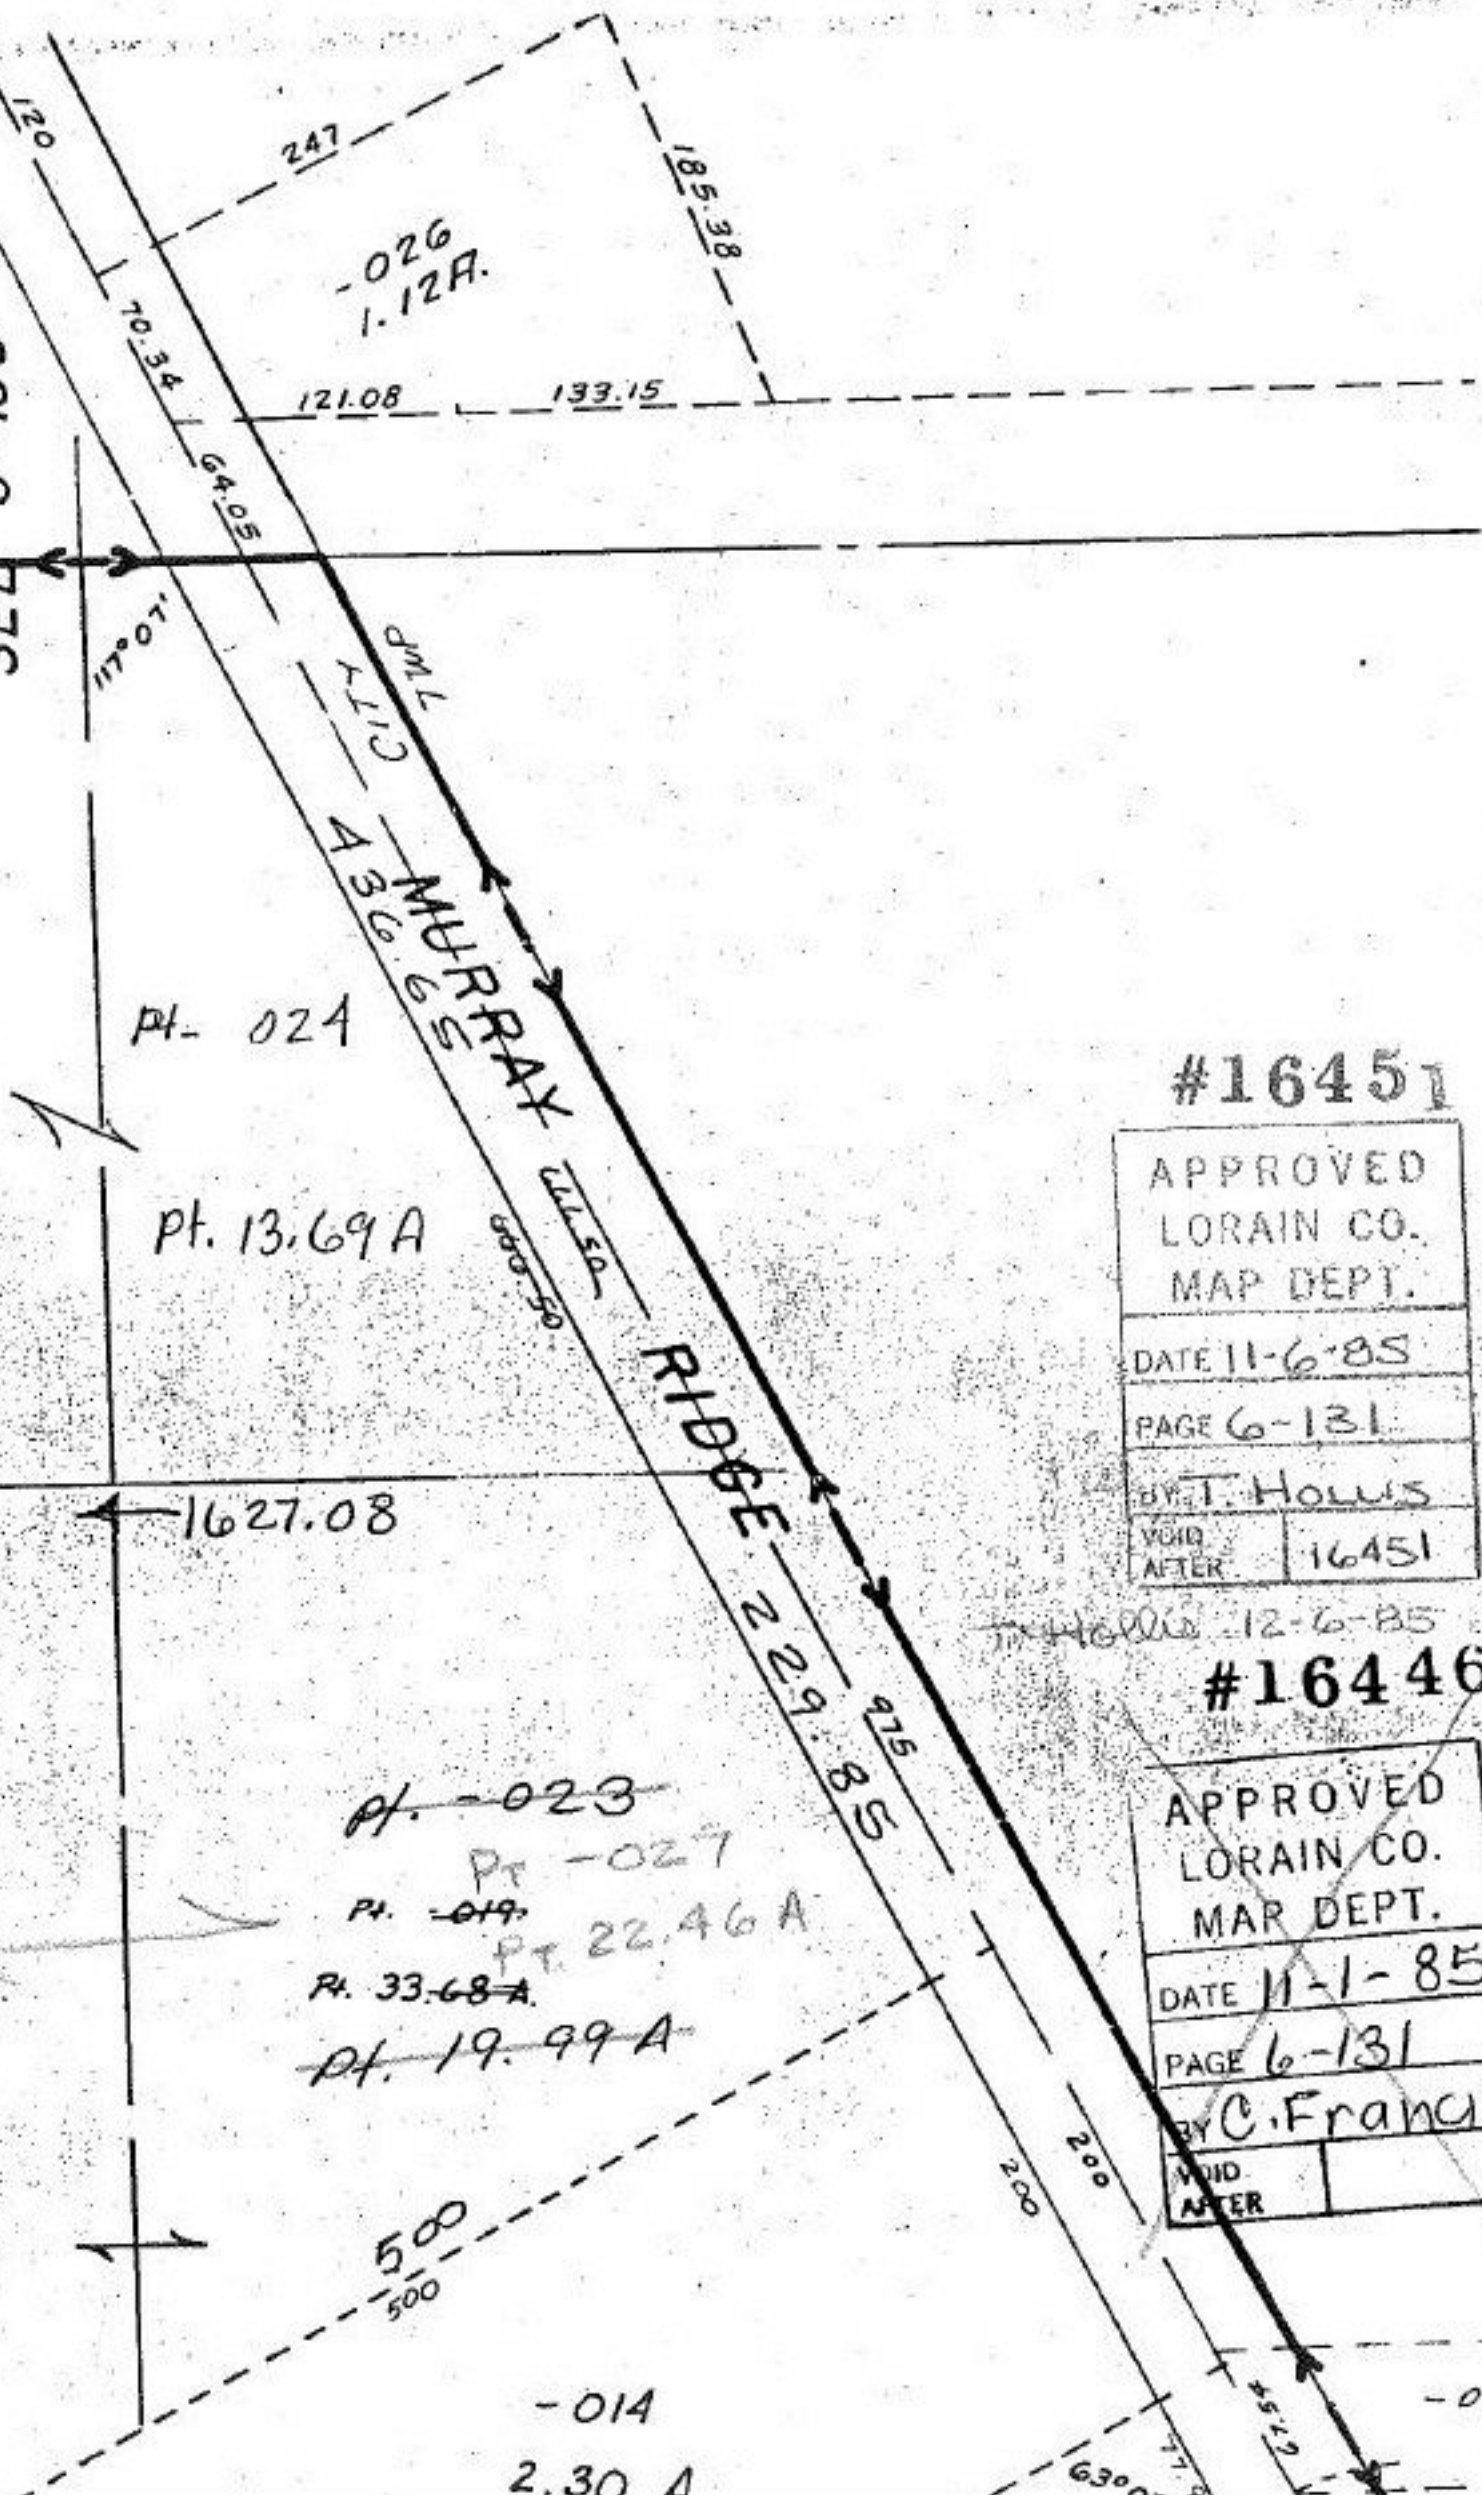 120
247
185.38
-026
1.12A.
70.34
121.08
133.15
64.05
117°07'
TWP
CITY
436.65
MURRAY
Pt- 024
#16451
APPROVED
LORAIN CO.
MAP DEPT.
Pt. 13.69 A
DATE 11-6-85
RIDGE
PAGE 6-131
BY T. HOLLIS
1627.08
VOID
AFTER 16451
T. Hollis 12-6-85
229.85
#16446
975
APPROVED
LORAIN CO.
MAP DEPT.
pt. -023
PT -027
Pt. -019
PT. 22.46 A
Pt. 33.68 A.
DATE 11-1-85
Pt. 19.99 A
PAGE 6-131
BY C. Franci
200
200
VOID
AFTER
500
500
-014
67.54
2.30 A